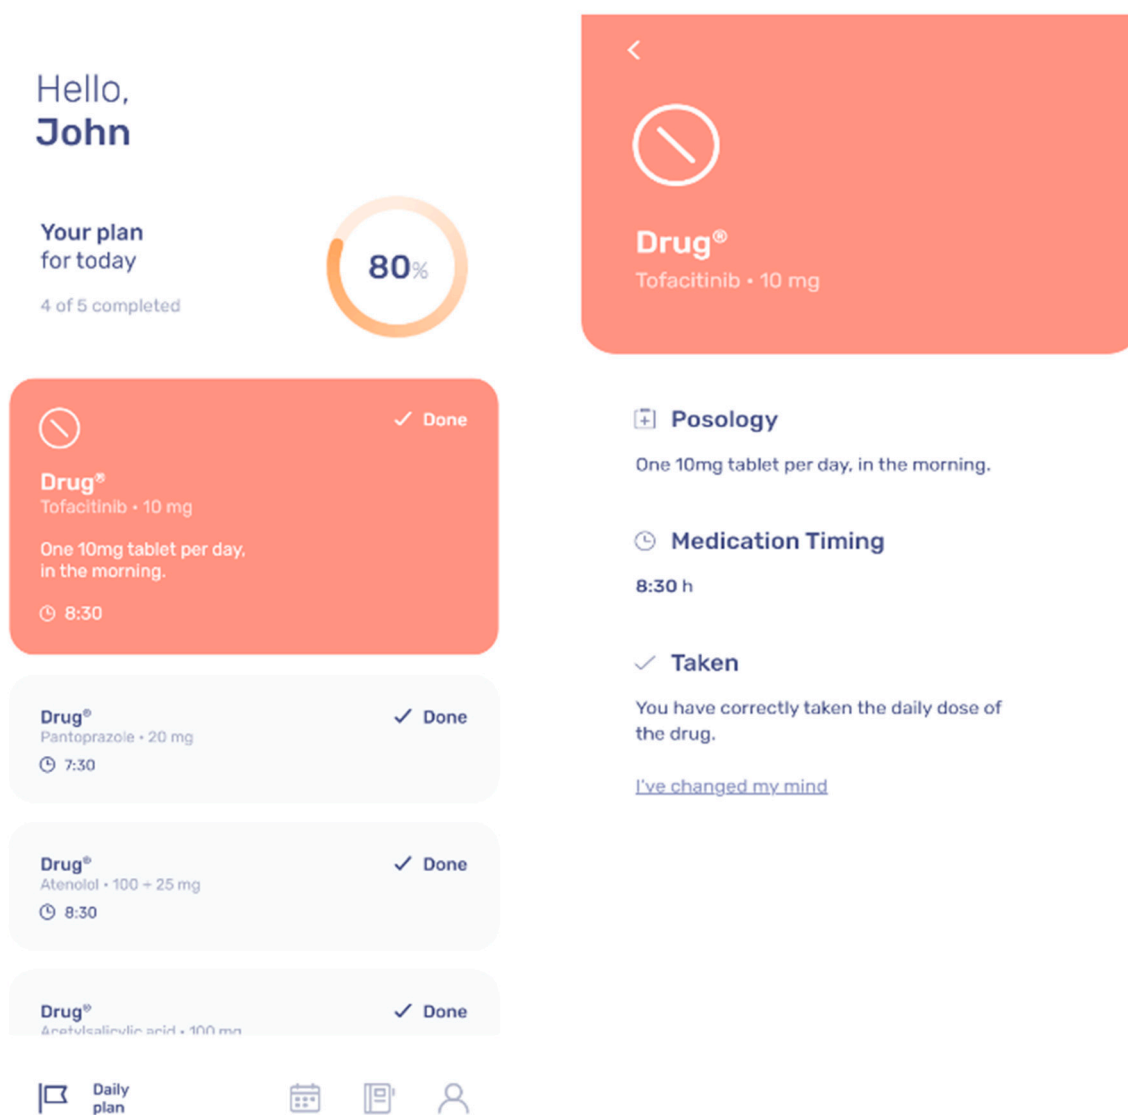 Hello,
John
Your plan
for today
4 of 5 completed
80%
Done
Drug®
Tofacitinib • 10 mg
One 10mg tablet per day,
in the morning.
8:30
Drug®
Done
Pantoprazole • 20 mg
7:30
Drug®
Done
Atenolol • 100 + 25 mg
8:30
Drug®
Done
Acetylsalicylic acid • 100 mg
Daily
plan
Drug®
Tofacitinib • 10 mg
Posology
One 10mg tablet per day, in the morning.
Medication Timing
8:30 h
Taken
You have correctly taken the daily dose of
the drug.
I've changed my mind